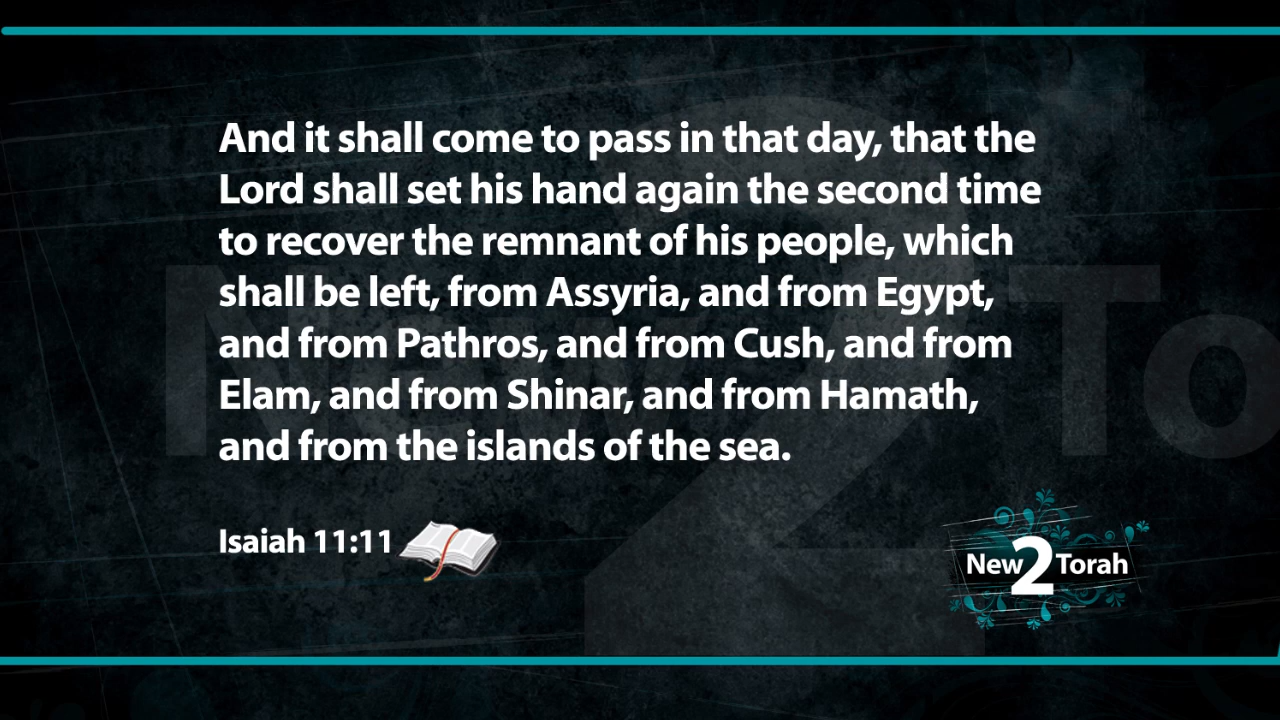 And it shall come to pass in that day, that the
Lord shall set his hand again the second time
to recover the remnant of his people, which
shall be left, from Assyria, and from Egypt,
and from Pathros, and from Cush, and from
Elam, and from Shinar, and from Hamath,
and from the islands of the sea.
Isaiah 11:11
New2Torah